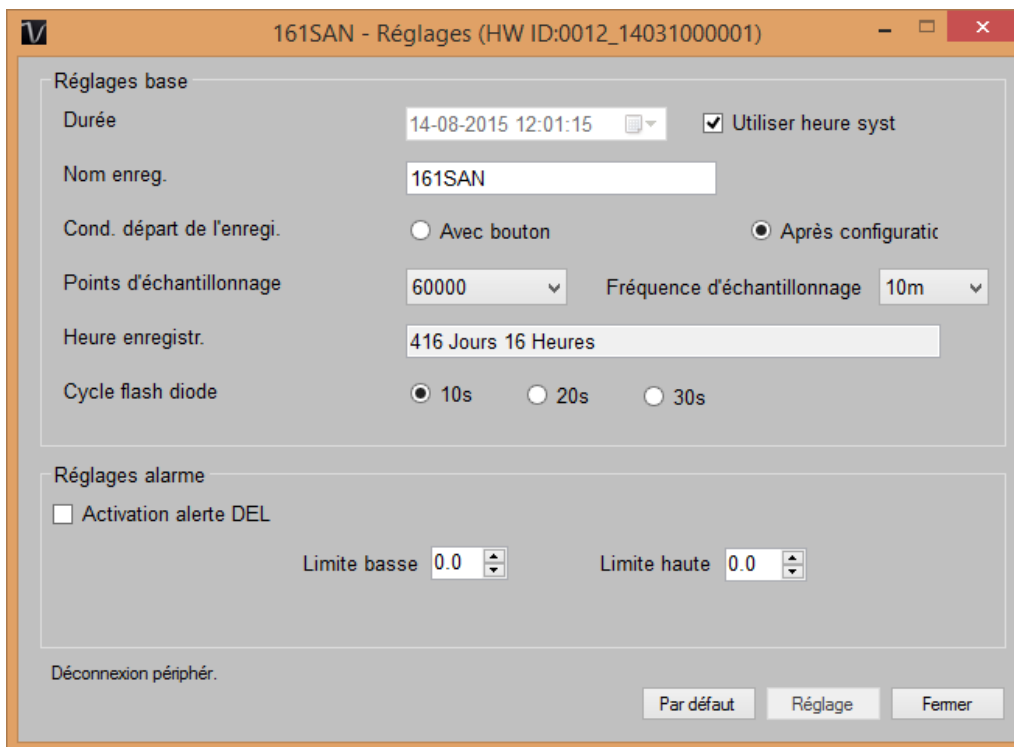 161SAN - Réglages (HW ID:0012_14031000001)
Réglages base
Durée 14-08-2015 12:01:15 Utiliser heure syst
Nom enreg. 161SAN
Cond. départ de l'enregi. Avec bouton Après configuratic
Points d'échantillonnage 60000 Fréquence d'échantillonnage 10m
Heure enregistr. 416 Jours 16 Heures
Cycle flash diode 10s 20s 30s
Réglages alarme
Activation alerte DEL
Limite basse 0.0 Limite haute 0.0
Déconnexion périphér.
Par défaut Réglage Fermer